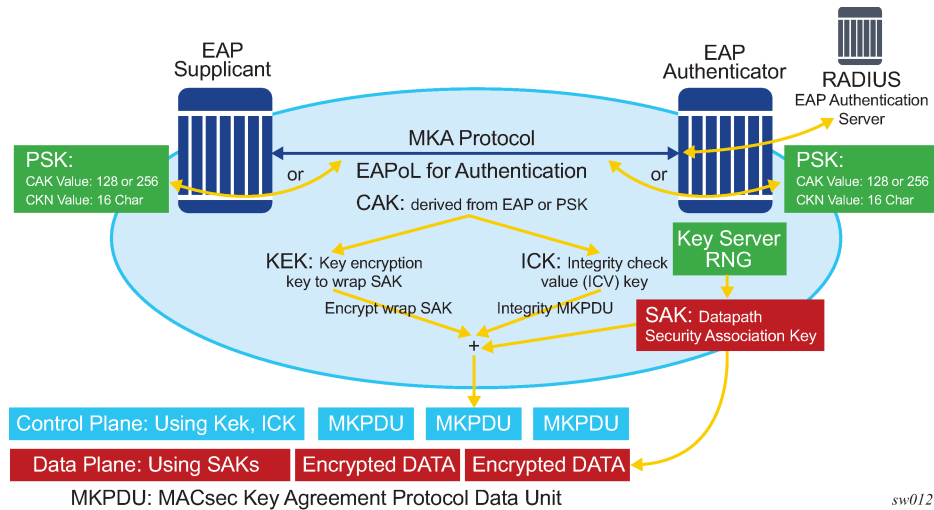 EAP
Supplicant
EAP
Authenticator
RADIUS
EAP Authentication
Server
MKA Protocol
PSK:
CAK Value: 128 or 256
CKN Value: 16 Char
or
EAPoL for Authentication
or
PSK:
CAK Value: 128 or 256
CKN Value: 16 Char
CAK: derived from EAP or PSK
Key Server
RNG
KEK: Key encryption
key to wrap SAK
ICK: Integrity check
value (ICV) key
Encrypt wrap SAK
Integrity MKPDU
SAK: Datapath
Security Association Key
+
Control Plane: Using Kek, ICK
MKPDU
MKPDU
MKPDU
Data Plane: Using SAKs
Encrypted DATA
Encrypted DATA
MKPDU: MACsec Key Agreement Protocol Data Unit
sw012